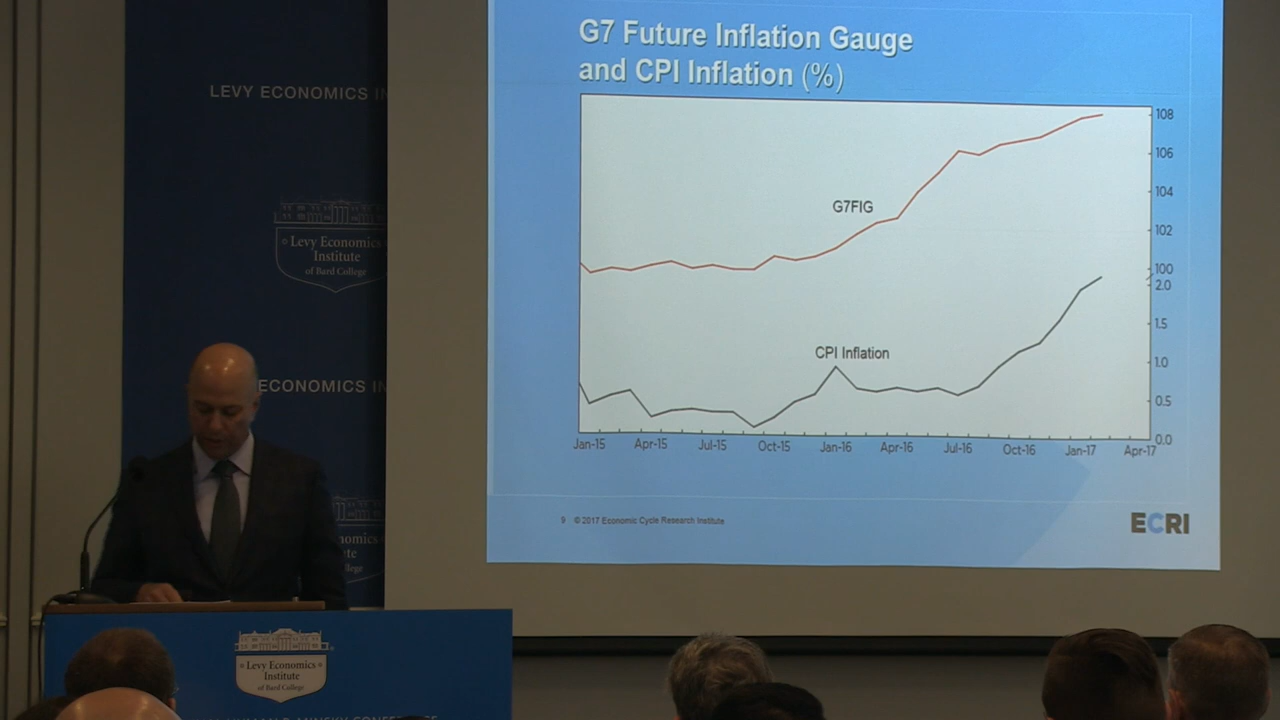 G7 Future Inflation Gauge
and CPI Inflation (%)
108
106
104
102
100
2.0
1.5
1.0
0.5
0.0
G7FIG
CPI Inflation
Jan-15 Apr-15 Jul-15 Oct-15 Jan-16 Apr-16 Jul-16 Oct-16 Jan-17 Apr-17
9 © 2017 Economic Cycle Research Institute
ECRI
LEVY ECONOMICS IN
Levy Economics
Institute
of Bard College
ECONOMICS IN
Levy Economics
Institute
of Bard College